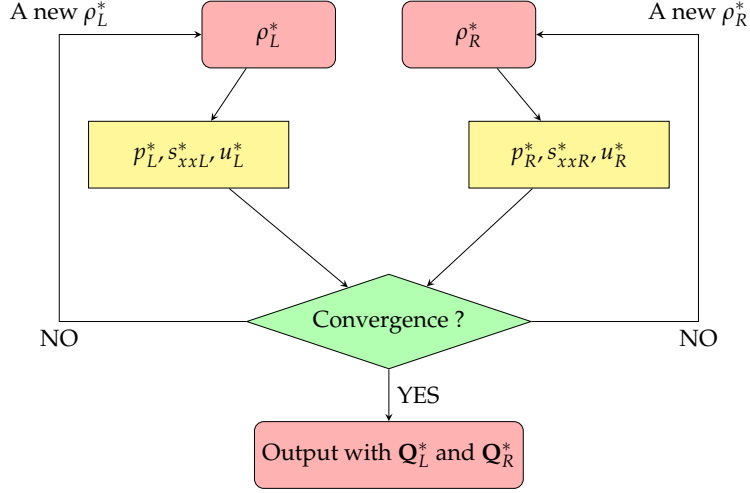 A new ρ*_L
ρ*_L
ρ*_R
A new ρ*_R
p*_L, s*_xxL, u*_L
p*_R, s*_xxR, u*_R
Convergence ?
NO
NO
YES
Output with Q*_L and Q*_R